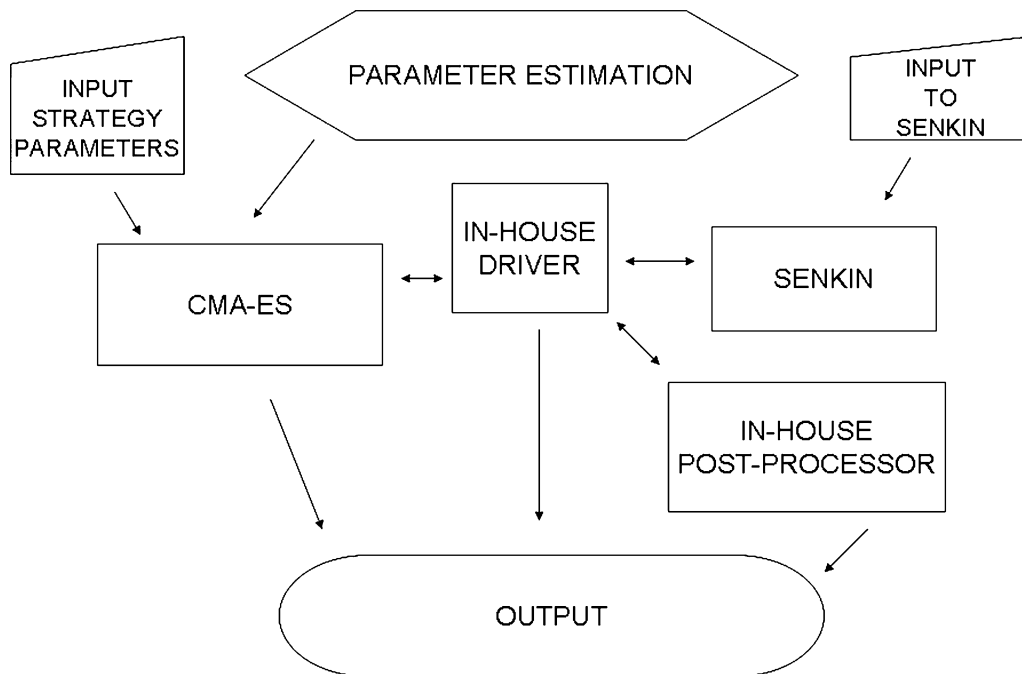 INPUT
STRATEGY
PARAMETERS
PARAMETER ESTIMATION
INPUT
TO
SENKIN
IN-HOUSE
DRIVER
CMA-ES
SENKIN
IN-HOUSE
POST-PROCESSOR
OUTPUT